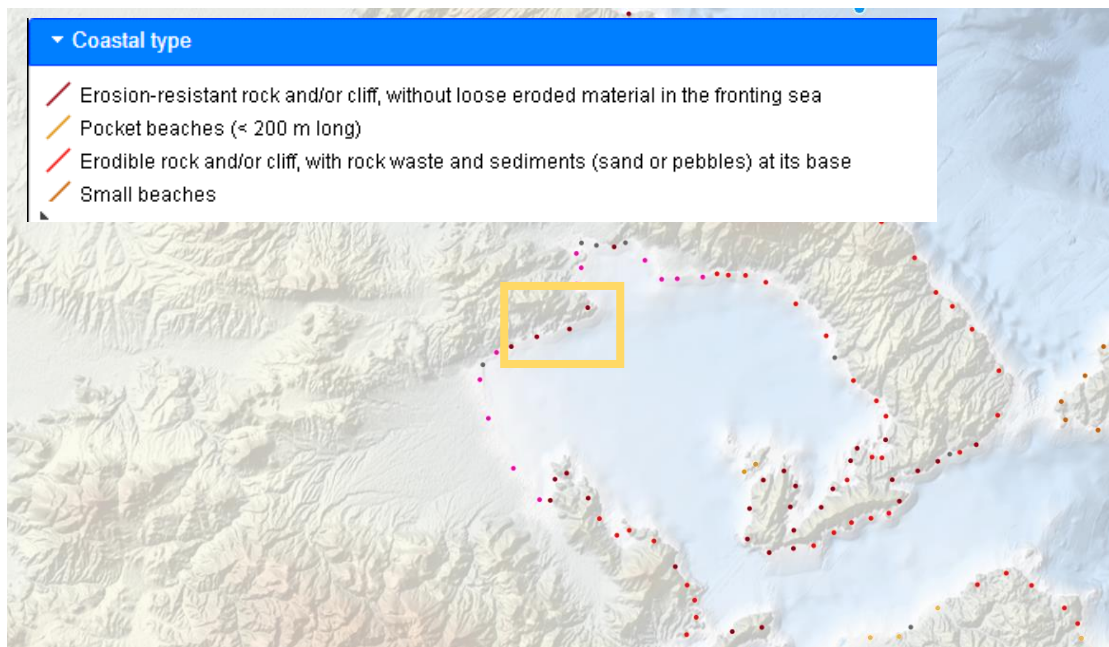 Coastal type
Erosion-resistant rock and/or cliff, without loose eroded material in the fronting sea
Pocket beaches (< 200 m long)
Erodible rock and/or cliff, with rock waste and sediments (sand or pebbles) at its base
Small beaches